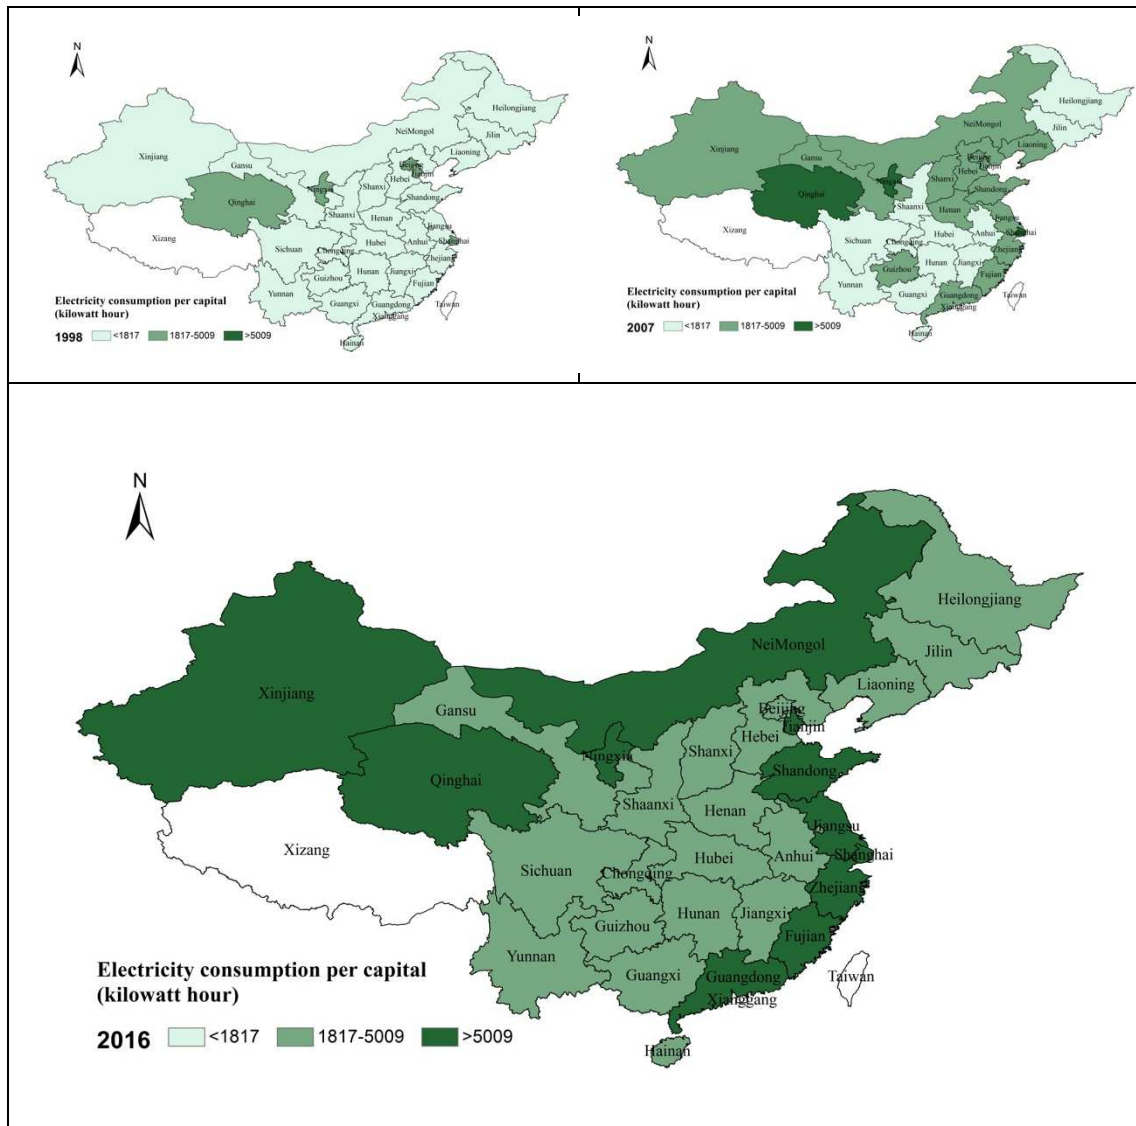 N
Heilongjiang
NeiMongol
Jilin
Xinjiang
Liaoning
Gansu
Beijing
Tianjin
Hebei
Ningxia
Shanxi
Shandong
Qinghai
Shaanxi
Henan
Jiangsu
Xizang
Sichuan
Chongqing
Hubei
Anhui
Shanghai
Zhejiang
Hunan
Jiangxi
Guizhou
Fujian
Yunnan
Guangxi
Guangdong
Taiwan
Xianggang
Hainan
Electricity consumption per capital
(kilowatt hour)
1998 <1817 1817-5009 >5009
N
Heilongjiang
NeiMongol
Jilin
Xinjiang
Liaoning
Gansu
Beijing
Tianjin
Hebei
Ningxia
Shanxi
Shandong
Qinghai
Shaanxi
Henan
Jiangsu
Xizang
Sichuan
Chongqing
Hubei
Anhui
Shanghai
Zhejiang
Hunan
Jiangxi
Guizhou
Fujian
Yunnan
Guangxi
Guangdong
Taiwan
Xianggang
Hainan
Electricity consumption per capital
(kilowatt hour)
2007 <1817 1817-5009 >5009
N
Heilongjiang
NeiMongol
Jilin
Xinjiang
Liaoning
Gansu
Beijing
Tianjin
Hebei
Ningxia
Shanxi
Shandong
Qinghai
Shaanxi
Henan
Jiangsu
Xizang
Sichuan
Chongqing
Hubei
Anhui
Shanghai
Zhejiang
Hunan
Jiangxi
Guizhou
Fujian
Yunnan
Guangxi
Guangdong
Taiwan
Xianggang
Hainan
Electricity consumption per capital
(kilowatt hour)
2016 <1817 1817-5009 >5009